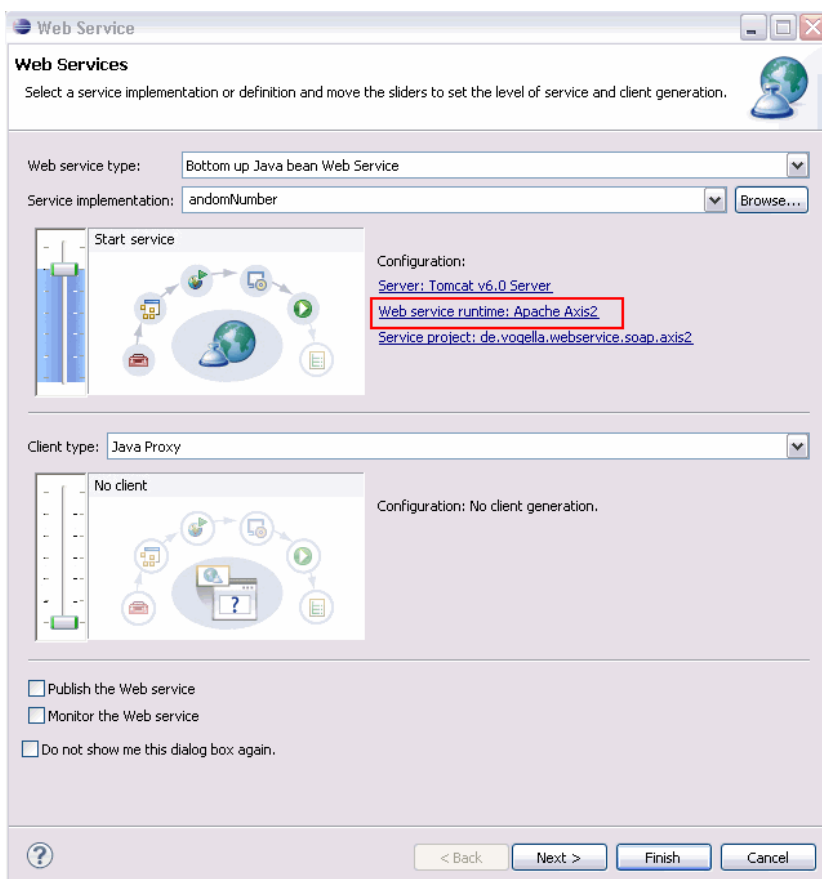 Web Service
Web Services
Select a service implementation or definition and move the sliders to set the level of service and client generation.
Web service type: Bottom up Java bean Web Service
Service implementation: andomNumber Browse...
Start service
Configuration:
Server: Tomcat v6.0 Server
Web service runtime: Apache Axis2
Service project: de.vogella.webservice.soap.axis2
Client type: Java Proxy
No client
Configuration: No client generation.
?
Publish the Web service
Monitor the Web service
Do not show me this dialog box again.
? < Back Next > Finish Cancel